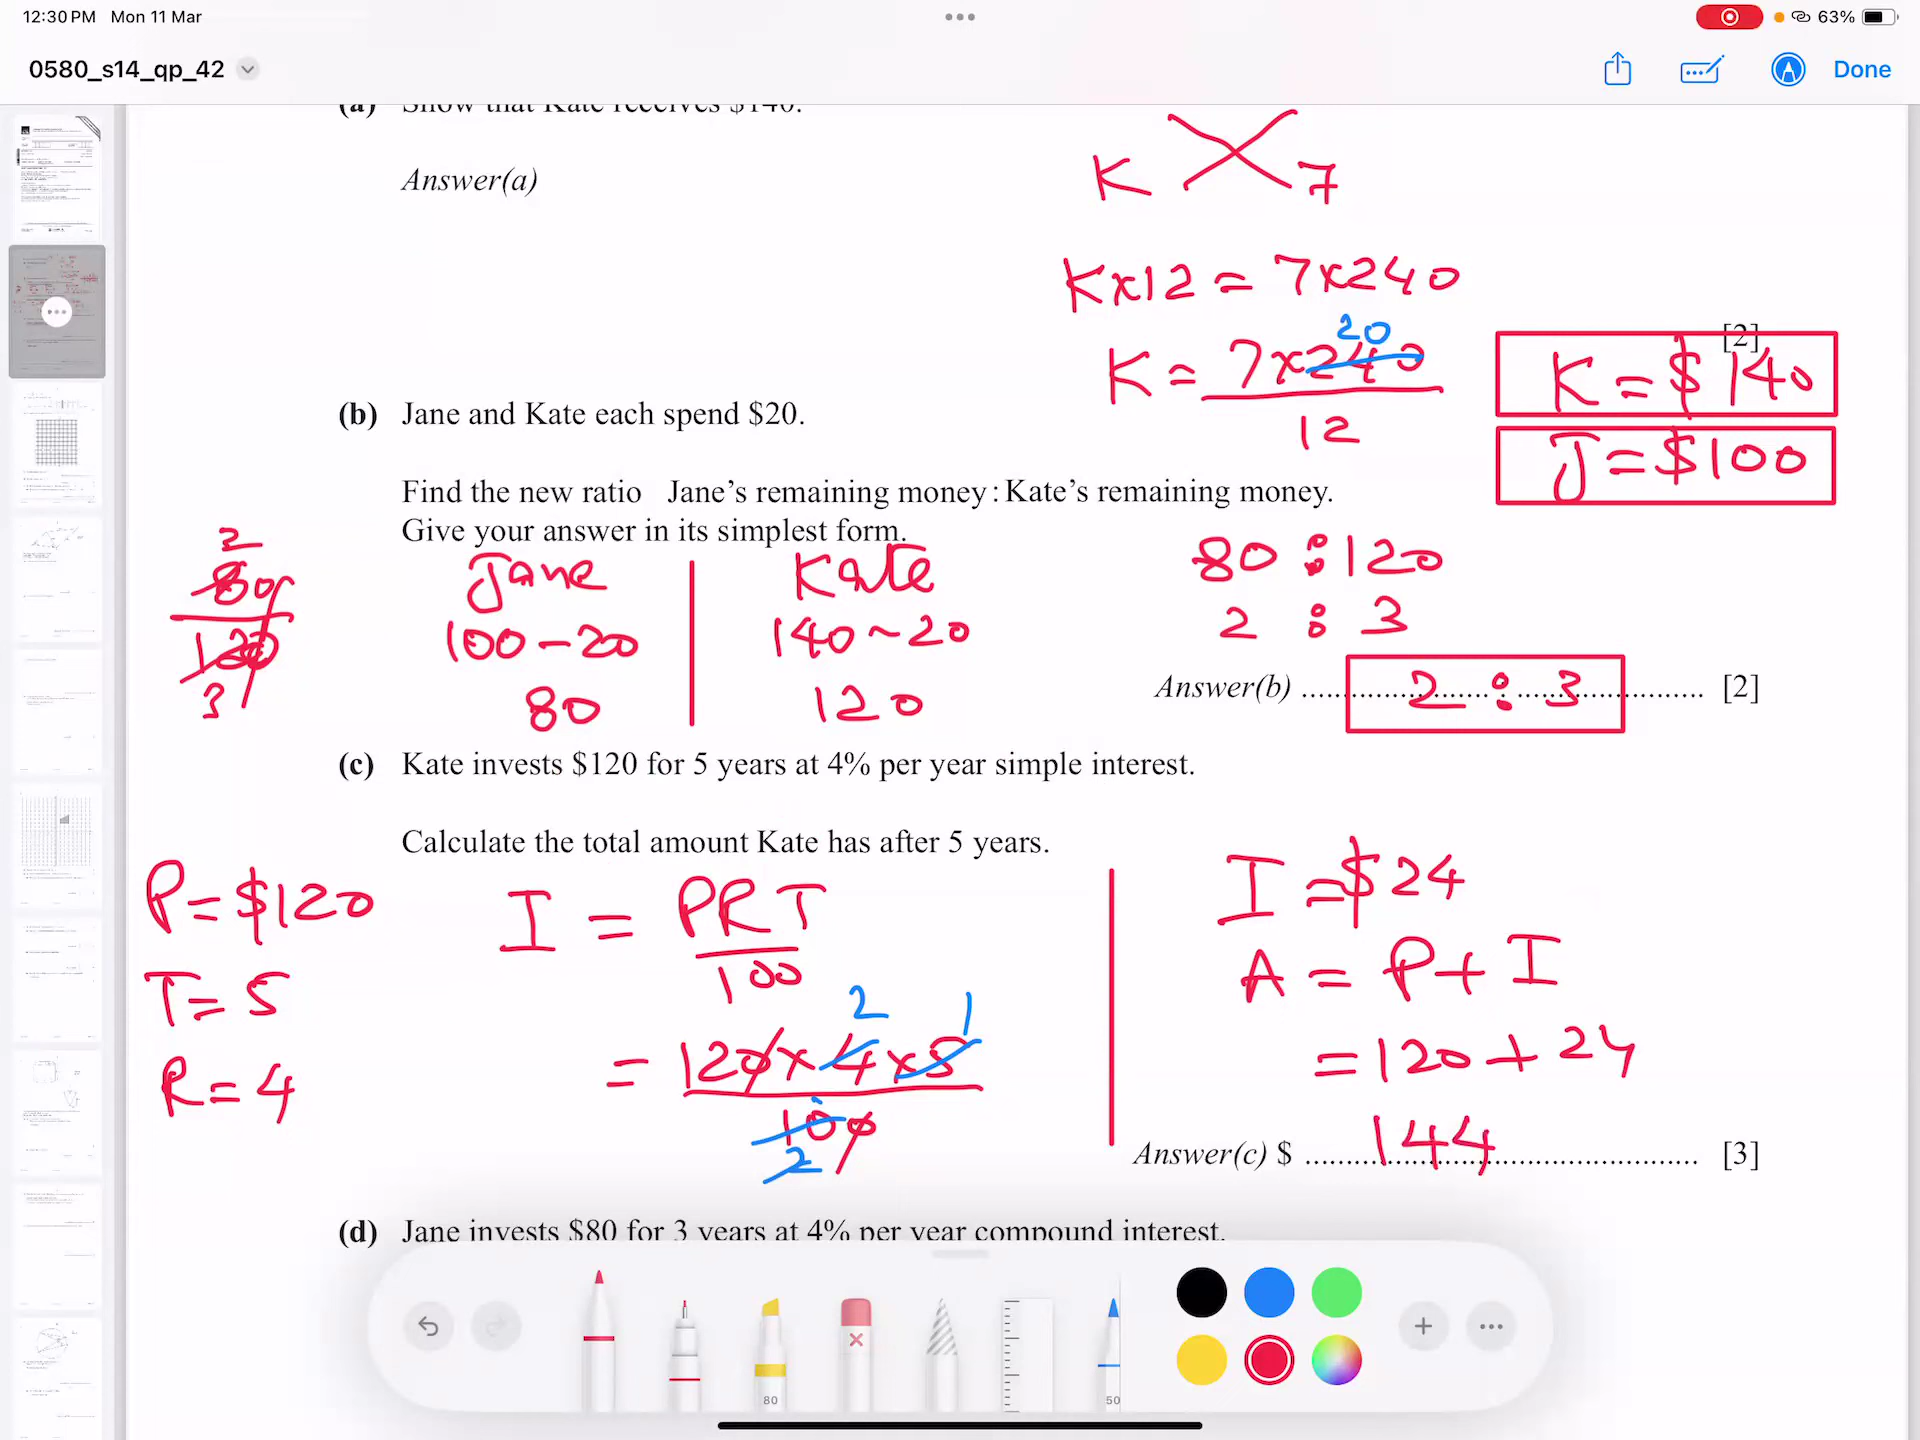 12:30 PM Mon 11 Mar
63%
0580_s14_qp_42
Done
(a) Show that Kate receives $140.
K 7
Answer(a)
K×12 = 7×240
20
K = 7×240
12
[2]
K = $140
J = $100
(b) Jane and Kate each spend $20.
Find the new ratio Jane's remaining money : Kate's remaining money.
Give your answer in its simplest form.
2
80
120
3
Jane Kate
100 - 20 140 ~ 20
80 120
80 : 120
2 : 3
Answer(b) 2 : 3 [2]
(c) Kate invests $120 for 5 years at 4% per year simple interest.
Calculate the total amount Kate has after 5 years.
P = $120
T = 5
R = 4
I = PRT
100
2 1
= 120 × 4 × 5
100
2
I = $24
A = P + I
= 120 + 24
Answer(c) $ 144 [3]
(d) Jane invests $80 for 3 years at 4% per year compound interest.
80
50